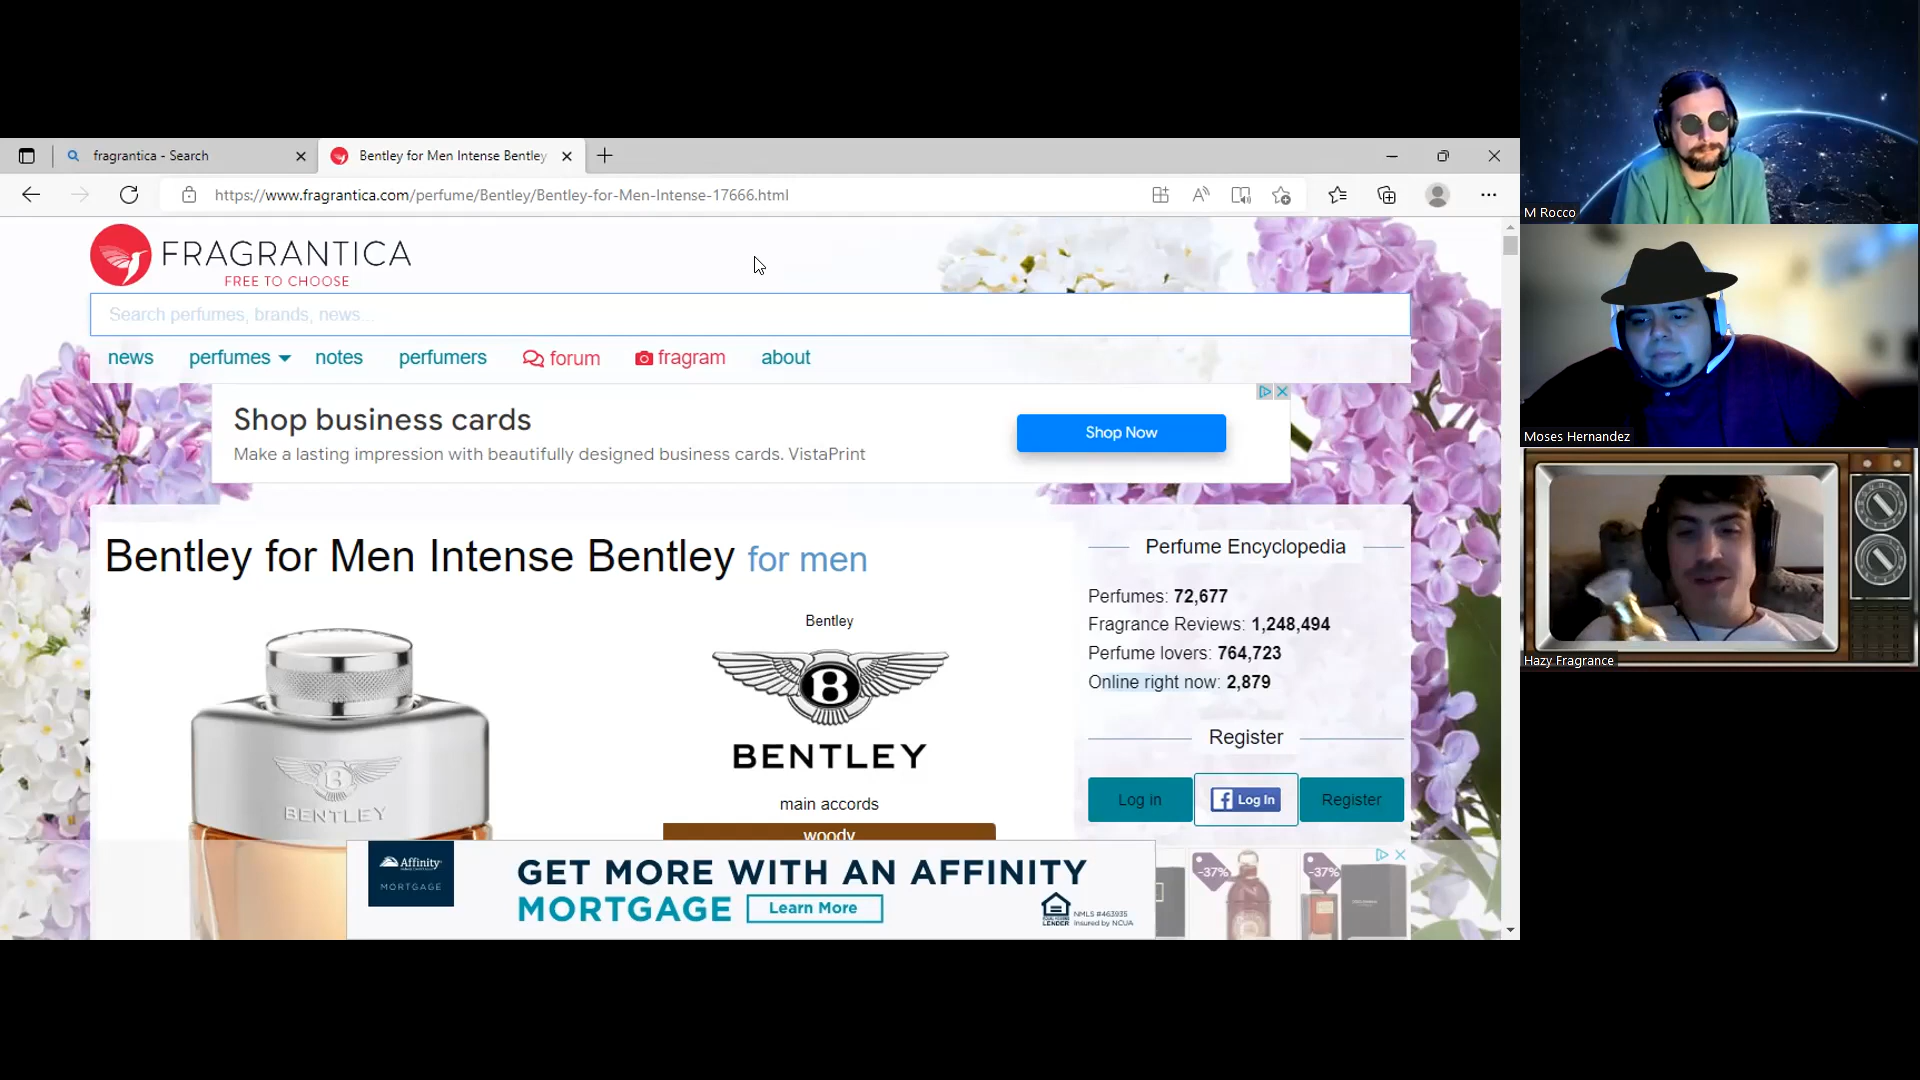 fragrantica - Search
Bentley for Men Intense Bentley
https://www.fragrantica.com/perfume/Bentley/Bentley-for-Men-Intense-17666.html
FRAGRANTICA
FREE TO CHOOSE
Search perfumes, brands, news...
news perfumes notes perfumers forum fragram about
Shop business cards
Make a lasting impression with beautifully designed business cards. VistaPrint
Shop Now
Bentley for Men Intense Bentley for men
Bentley
B
BENTLEY
main accords
woody
B
BENTLEY
Perfume Encyclopedia
Perfumes: 72,677
Fragrance Reviews: 1,248,494
Perfume lovers: 764,723
Online right now: 2,879
Register
Log in
f Log In
Register
Affinity
MORTGAGE
GET MORE WITH AN AFFINITY
MORTGAGE
Learn More
NMLS #463935
Insured by NCUA
-37%
-37%
M Rocco
Moses Hernandez
Hazy Fragrance